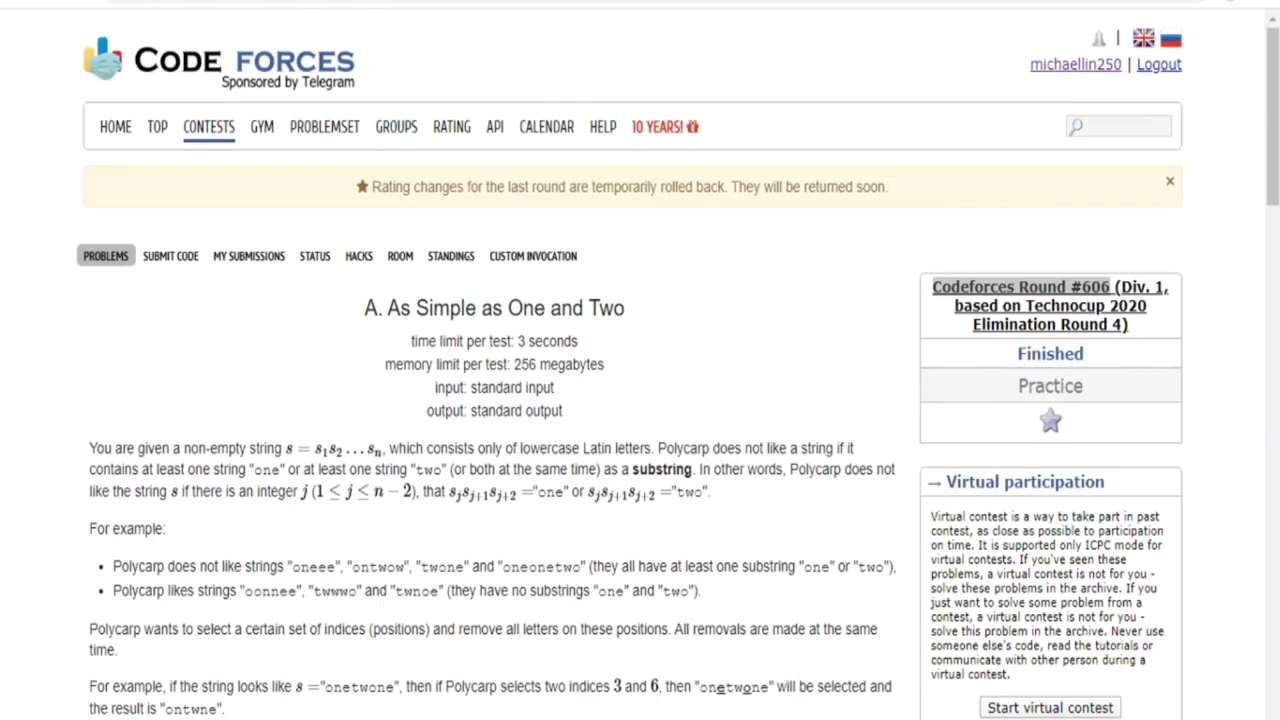 CODE FORCES
Sponsored by Telegram
|
michaellin250 | Logout
HOME TOP CONTESTS GYM PROBLEMSET GROUPS RATING API CALENDAR HELP 10 YEARS!
★ Rating changes for the last round are temporarily rolled back. They will be returned soon. ×
PROBLEMS SUBMIT CODE MY SUBMISSIONS STATUS HACKS ROOM STANDINGS CUSTOM INVOCATION
A. As Simple as One and Two
time limit per test: 3 seconds
memory limit per test: 256 megabytes
input: standard input
output: standard output
You are given a non-empty string s = s₁s₂…sₙ, which consists only of lowercase Latin letters. Polycarp does not like a string if it
contains at least one string "one" or at least one string "two" (or both at the same time) as a substring. In other words, Polycarp does not
like the string s if there is an integer j (1 ≤ j ≤ n − 2), that sⱼsⱼ₊₁sⱼ₊₂ ="one" or sⱼsⱼ₊₁sⱼ₊₂ ="two".
For example:
• Polycarp does not like strings "oneee", "ontwow", "twone" and "oneonetwo" (they all have at least one substring "one" or "two"),
• Polycarp likes strings "oonnee", "twwwo" and "twnoe" (they have no substrings "one" and "two").
Polycarp wants to select a certain set of indices (positions) and remove all letters on these positions. All removals are made at the same
time.
For example, if the string looks like s ="onetwone", then if Polycarp selects two indices 3 and 6, then "onetwone" will be selected and
the result is "ontwne".
Codeforces Round #606 (Div. 1,
based on Technocup 2020
Elimination Round 4)
Finished
Practice
→ Virtual participation
Virtual contest is a way to take part in past
contest, as close as possible to participation
on time. It is supported only ICPC mode for
virtual contests. If you've seen these
problems, a virtual contest is not for you -
solve these problems in the archive. If you
just want to solve some problem from a
contest, a virtual contest is not for you -
solve this problem in the archive. Never use
someone else's code, read the tutorials or
communicate with other person during a
virtual contest.
Start virtual contest